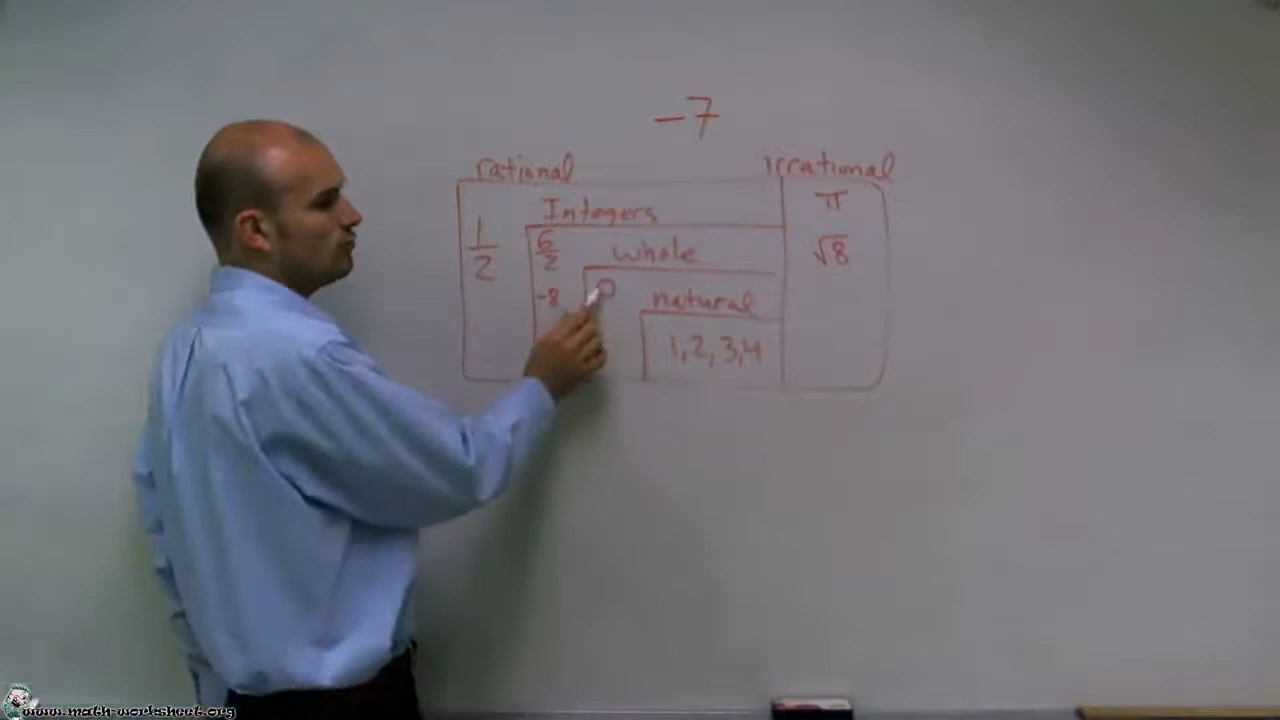 -7
rational
irrational
π
Integers
1/2
6/2
whole
√8
-8
0
natural
1, 2, 3, 4
www.math-worksheet.org